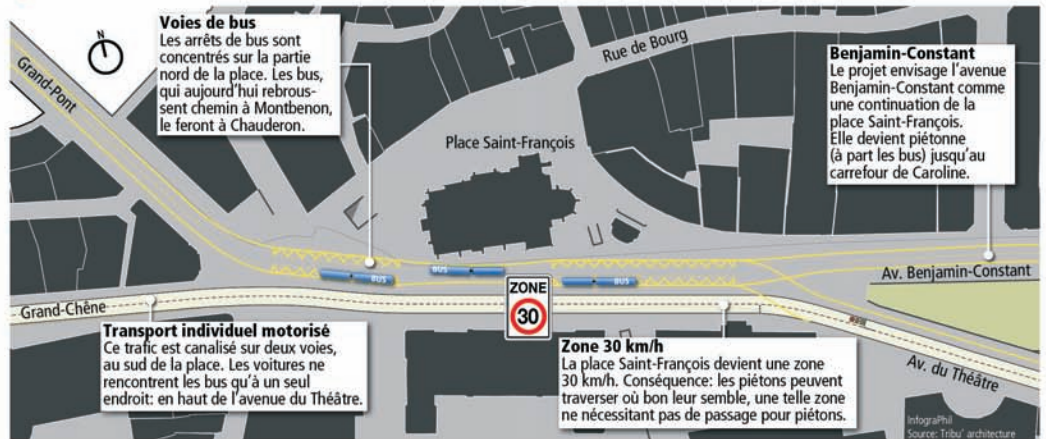 N
Grand-Pont
Voies de bus
Les arrêts de bus sont
concentrés sur la partie
nord de la place. Les bus,
qui aujourd'hui rebrous-
sent chemin à Montbenon,
le feront à Chauderon.
Rue de Bourg
Place Saint-François
Benjamin-Constant
Le projet envisage l'avenue
Benjamin-Constant comme
une continuation de la
place Saint-François.
Elle devient piétonne
(à part les bus) jusqu'au
carrefour de Caroline.
BUS
BUS
BUS
Av. Benjamin-Constant
Grand-Chêne
ZONE
30
Transport individuel motorisé
Ce trafic est canalisé sur deux voies,
au sud de la place. Les voitures ne
rencontrent les bus qu'à un seul
endroit: en haut de l'avenue du Théâtre.
Zone 30 km/h
La place Saint-François devient une zone
30 km/h. Conséquence: les piétons peuvent
traverser où bon leur semble, une telle zone
ne nécessitant pas de passage pour piétons.
Av. du Théâtre
InfograPhil
Source: Tribu' architecture